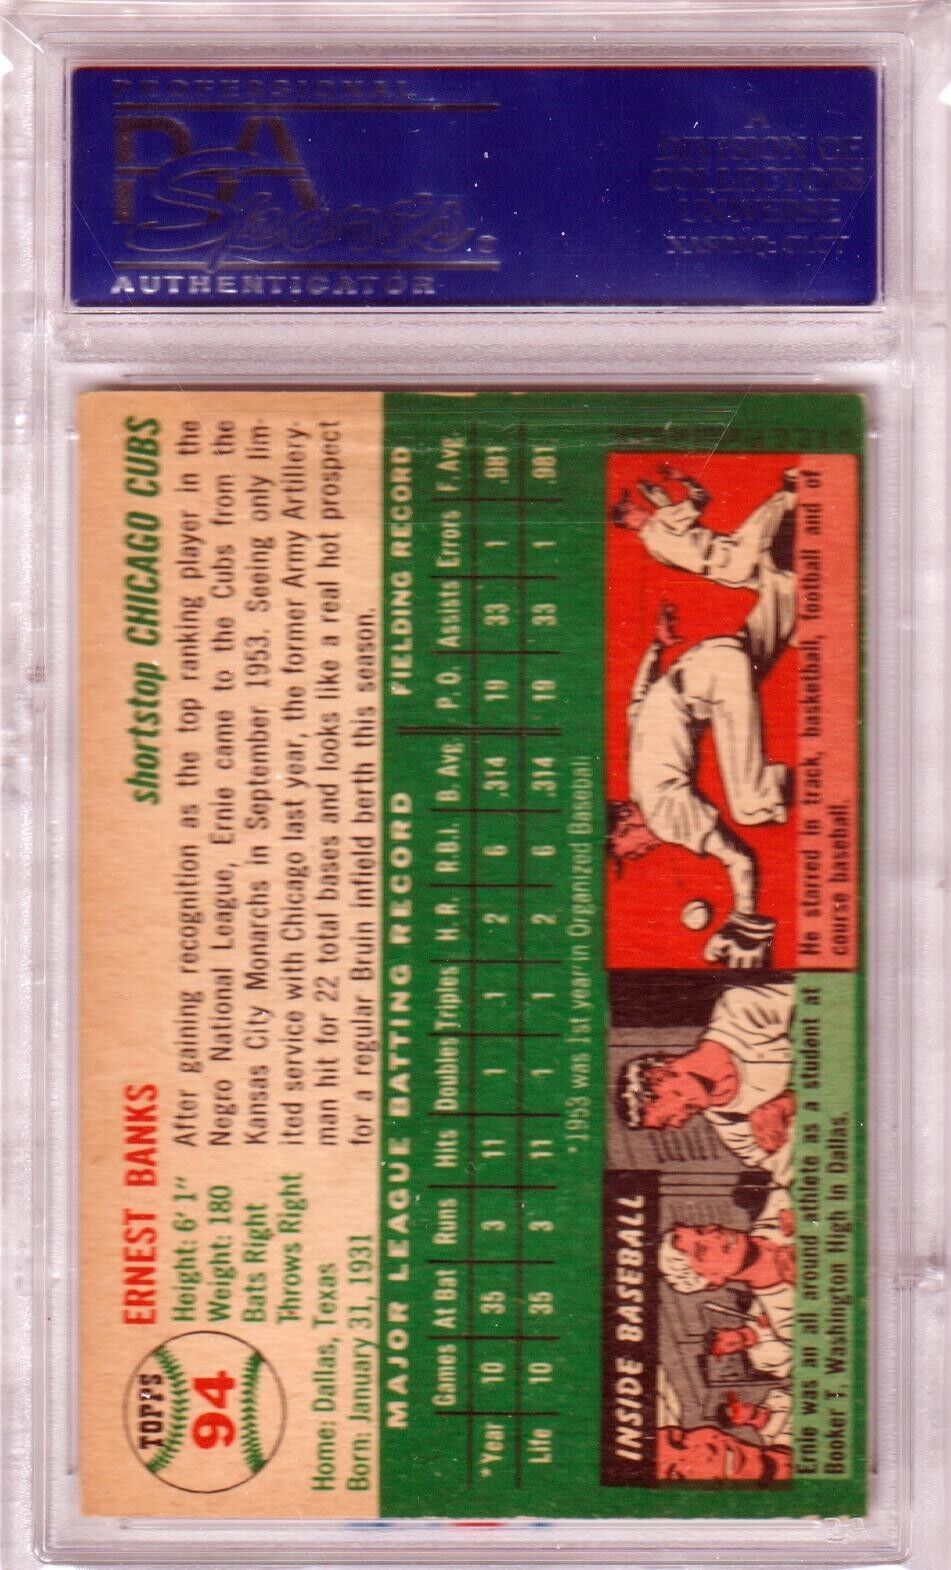 PROFESSIONAL
PSA
Sports
AUTHENTICATOR
A
DIVISION OF
COLLECTORS
UNIVERSE
NASDAQ: CLCT
TOPPS
94
ERNEST BANKS
shortstop CHICAGO CUBS
Height: 6' 1"
Weight: 180
Bats Right
Throws Right
Home: Dallas, Texas
Born: January 31, 1931
After gaining recognition as the top ranking player in the
Negro National League, Ernie came to the Cubs from the
Kansas City Monarchs in September 1953. Seeing only lim-
ited service with Chicago last year, the former Army Artillery-
man hit for 22 total bases and looks like a real hot prospect
for a regular Bruin infield berth this season.
MAJOR LEAGUE BATTING RECORD FIELDING RECORD
Games At Bat Runs Hits Doubles Triples H. R. R.B.I. B. Avg. P. O. Assists Errors F. Avg.
*Year 10 35 3 11 1 1 2 6 .314 19 33 1 .981
Life 10 35 3 11 1 1 2 6 .314 19 33 1 .981
*1953 was 1st year in Organized Baseball
INSIDE BASEBALL
Ernie was an all around athlete as a student at
Booker T. Washington High in Dallas.
He starred in track, basketball, football and of
course baseball.